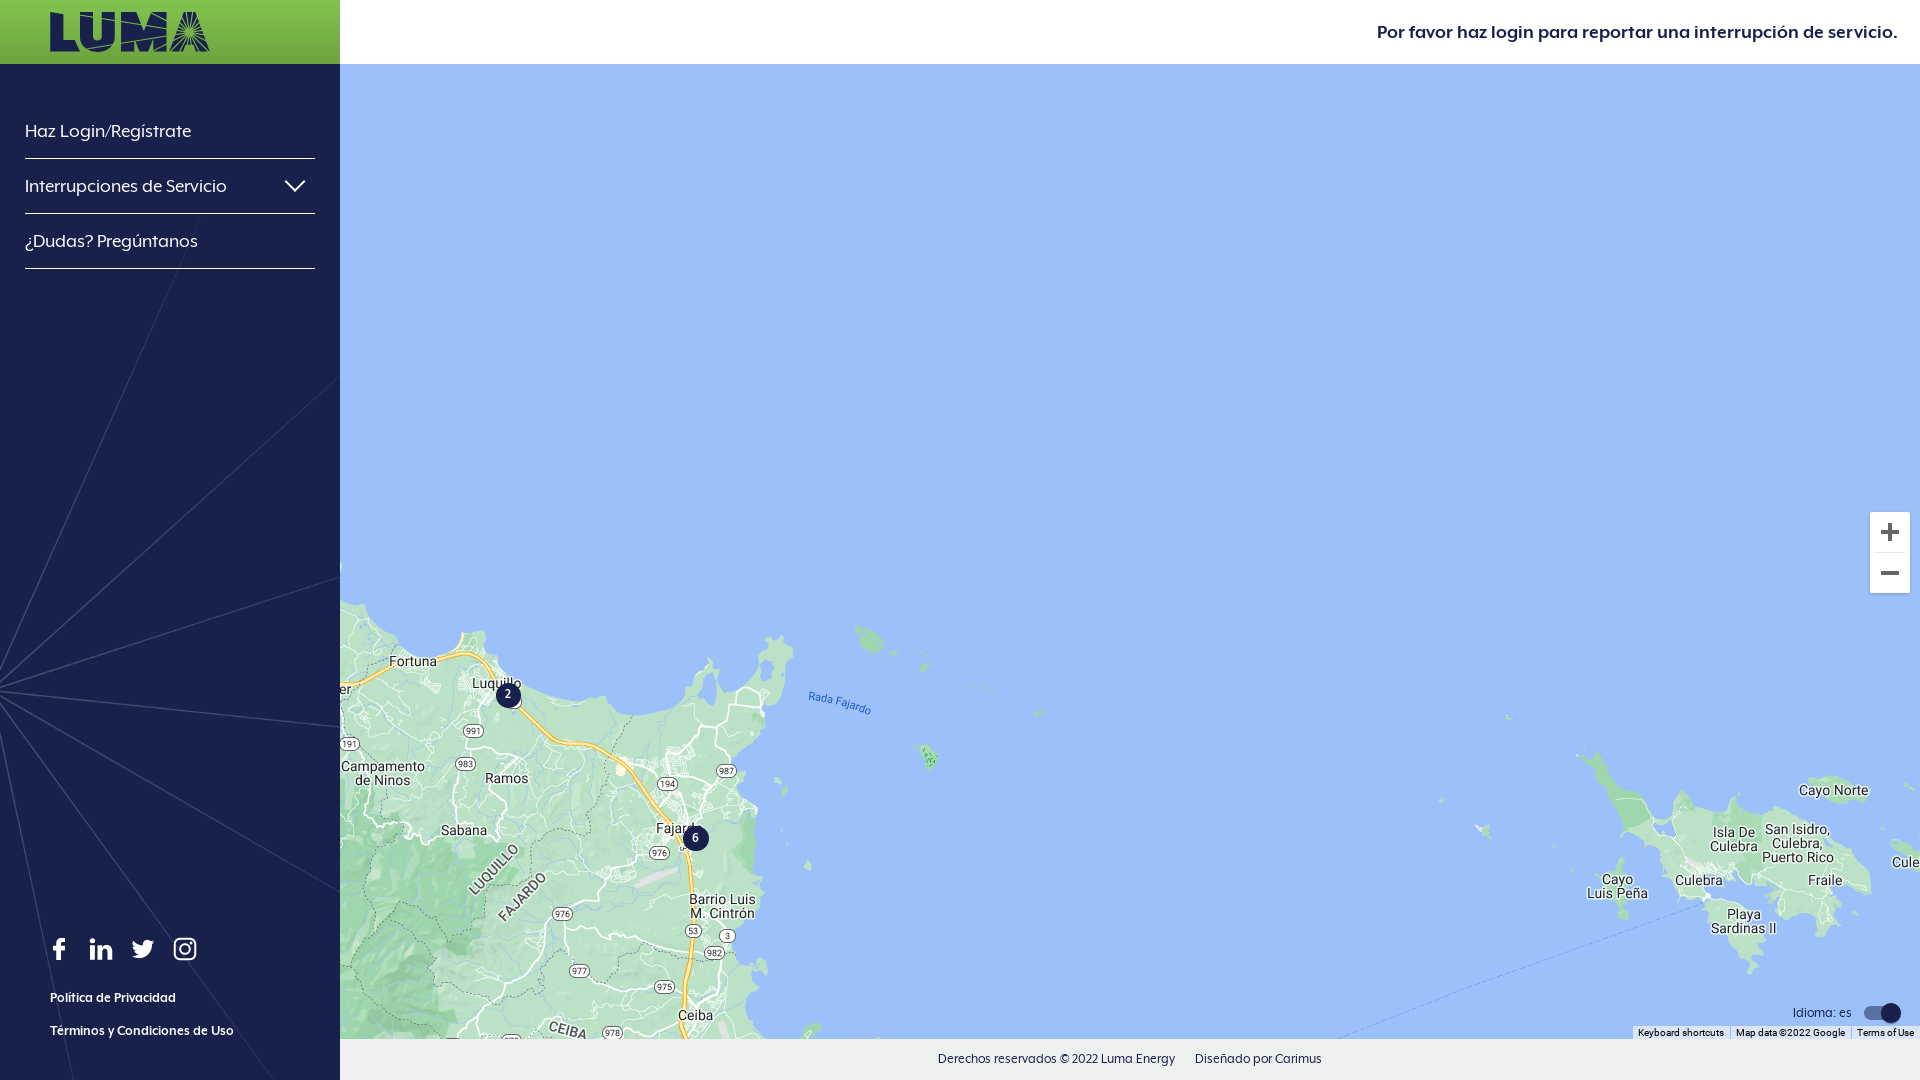 LUMA
Por favor haz login para reportar una interrupción de servicio.
Haz Login/Regístrate
Interrupciones de Servicio
¿Dudas? Pregúntanos
Fortuna
Luquillo
2
er
991
191
983
Campamento
de Ninos
Ramos
Sabana
LUQUILLO
FAJARDO
987
194
6
976
Barrio Luis
M. Cintrón
976
53
3
982
977
975
Ceiba
CEIBA
978
Rada Fajardo
Cayo Norte
Isla De
Culebra
San Isidro,
Culebra,
Puerto Rico
Cule
Cayo
Luis Peña
Culebra
Fraile
Playa
Sardinas II
Idioma: es
Keyboard shortcuts
Map data ©2022 Google
Terms of Use
Política de Privacidad
Términos y Condiciones de Uso
Derechos reservados © 2022 Luma Energy
Diseñado por Carimus